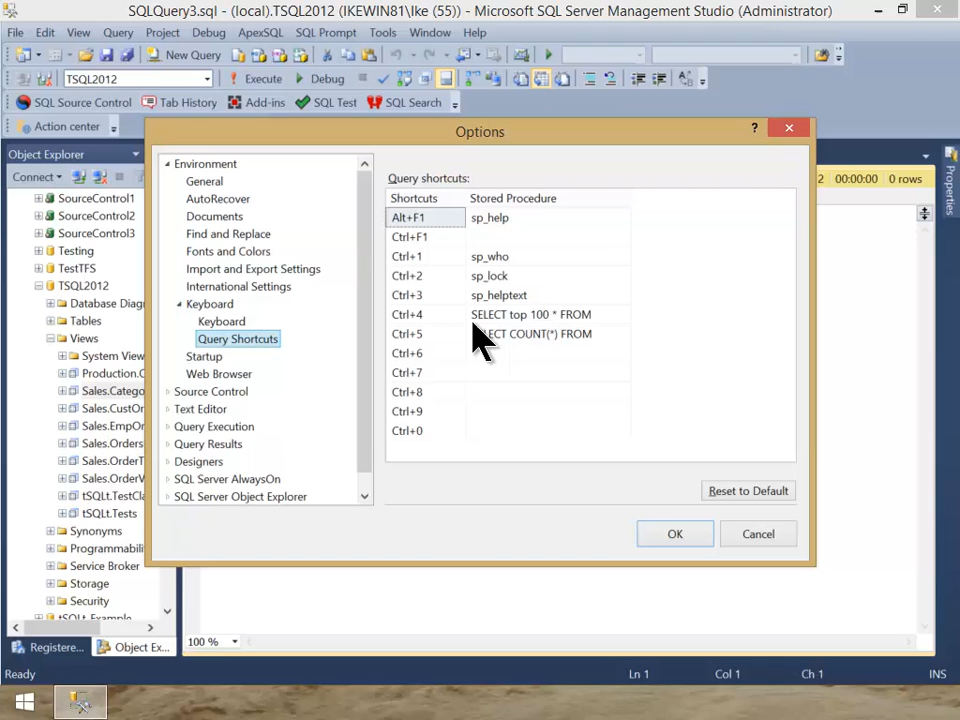 SQLQuery3.sql - (local).TSQL2012 (IKEWIN81\Ike (55)) - Microsoft SQL Server Management Studio (Administrator)
File Edit View Query Project Debug ApexSQL SQL Prompt Tools Window Help
New Query
TSQL2012 Execute Debug
SQL Source Control Tab History Add-ins SQL Test SQL Search
Action center
Options
?
Object Explorer
Connect
SourceControl1
SourceControl2
SourceControl3
Testing
TestTFS
TSQL2012
Database Diag
Tables
Views
System View
Production.
Sales.Catego
Sales.CustOr
Sales.EmpOr
Sales.Orders
Sales.OrderT
Sales.OrderV
tSQLt.TestCla
tSQLt.Tests
Synonyms
Programmabili
Service Broker
Storage
Security
tSQLt_Example
Registere... Object Ex...
Environment
General
AutoRecover
Documents
Find and Replace
Fonts and Colors
Import and Export Settings
International Settings
Keyboard
Keyboard
Query Shortcuts
Startup
Web Browser
Source Control
Text Editor
Query Execution
Query Results
Designers
SQL Server AlwaysOn
SQL Server Object Explorer
Query shortcuts:
Shortcuts Stored Procedure
Alt+F1 sp_help
Ctrl+F1
Ctrl+1 sp_who
Ctrl+2 sp_lock
Ctrl+3 sp_helptext
Ctrl+4 SELECT top 100 * FROM
Ctrl+5 SELECT COUNT(*) FROM
Ctrl+6
Ctrl+7
Ctrl+8
Ctrl+9
Ctrl+0
Reset to Default
OK Cancel
2 00:00:00 0 rows
Properties
100 %
Ready Ln 1 Col 1 Ch 1 INS